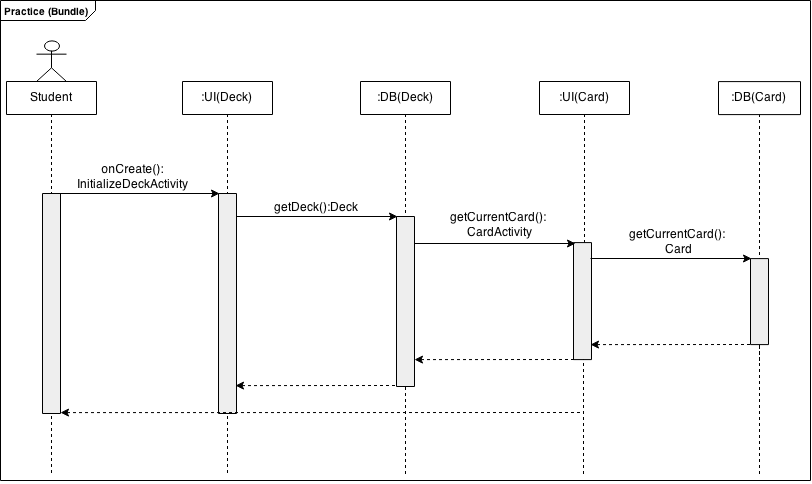 Practice (Bundle)
Student
:UI(Deck)
:DB(Deck)
:UI(Card)
:DB(Card)
onCreate():
InitializeDeckActivity
getDeck():Deck
getCurrentCard():
CardActivity
getCurrentCard():
Card